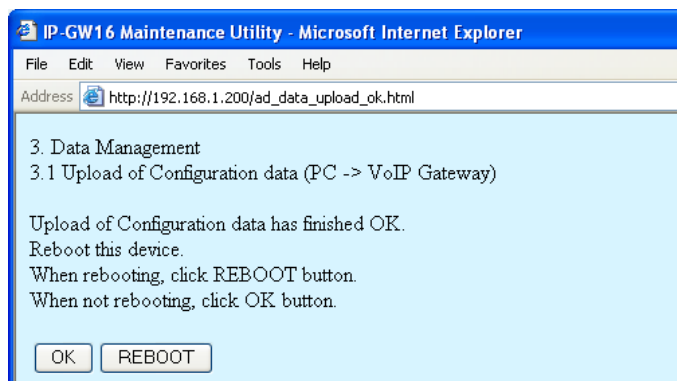 IP-GW16 Maintenance Utility - Microsoft Internet Explorer
File Edit View Favorites Tools Help
Address http://192.168.1.200/ad_data_upload_ok.html
3. Data Management
3.1 Upload of Configuration data (PC -> VoIP Gateway)
Upload of Configuration data has finished OK.
Reboot this device.
When rebooting, click REBOOT button.
When not rebooting, click OK button.
OK REBOOT